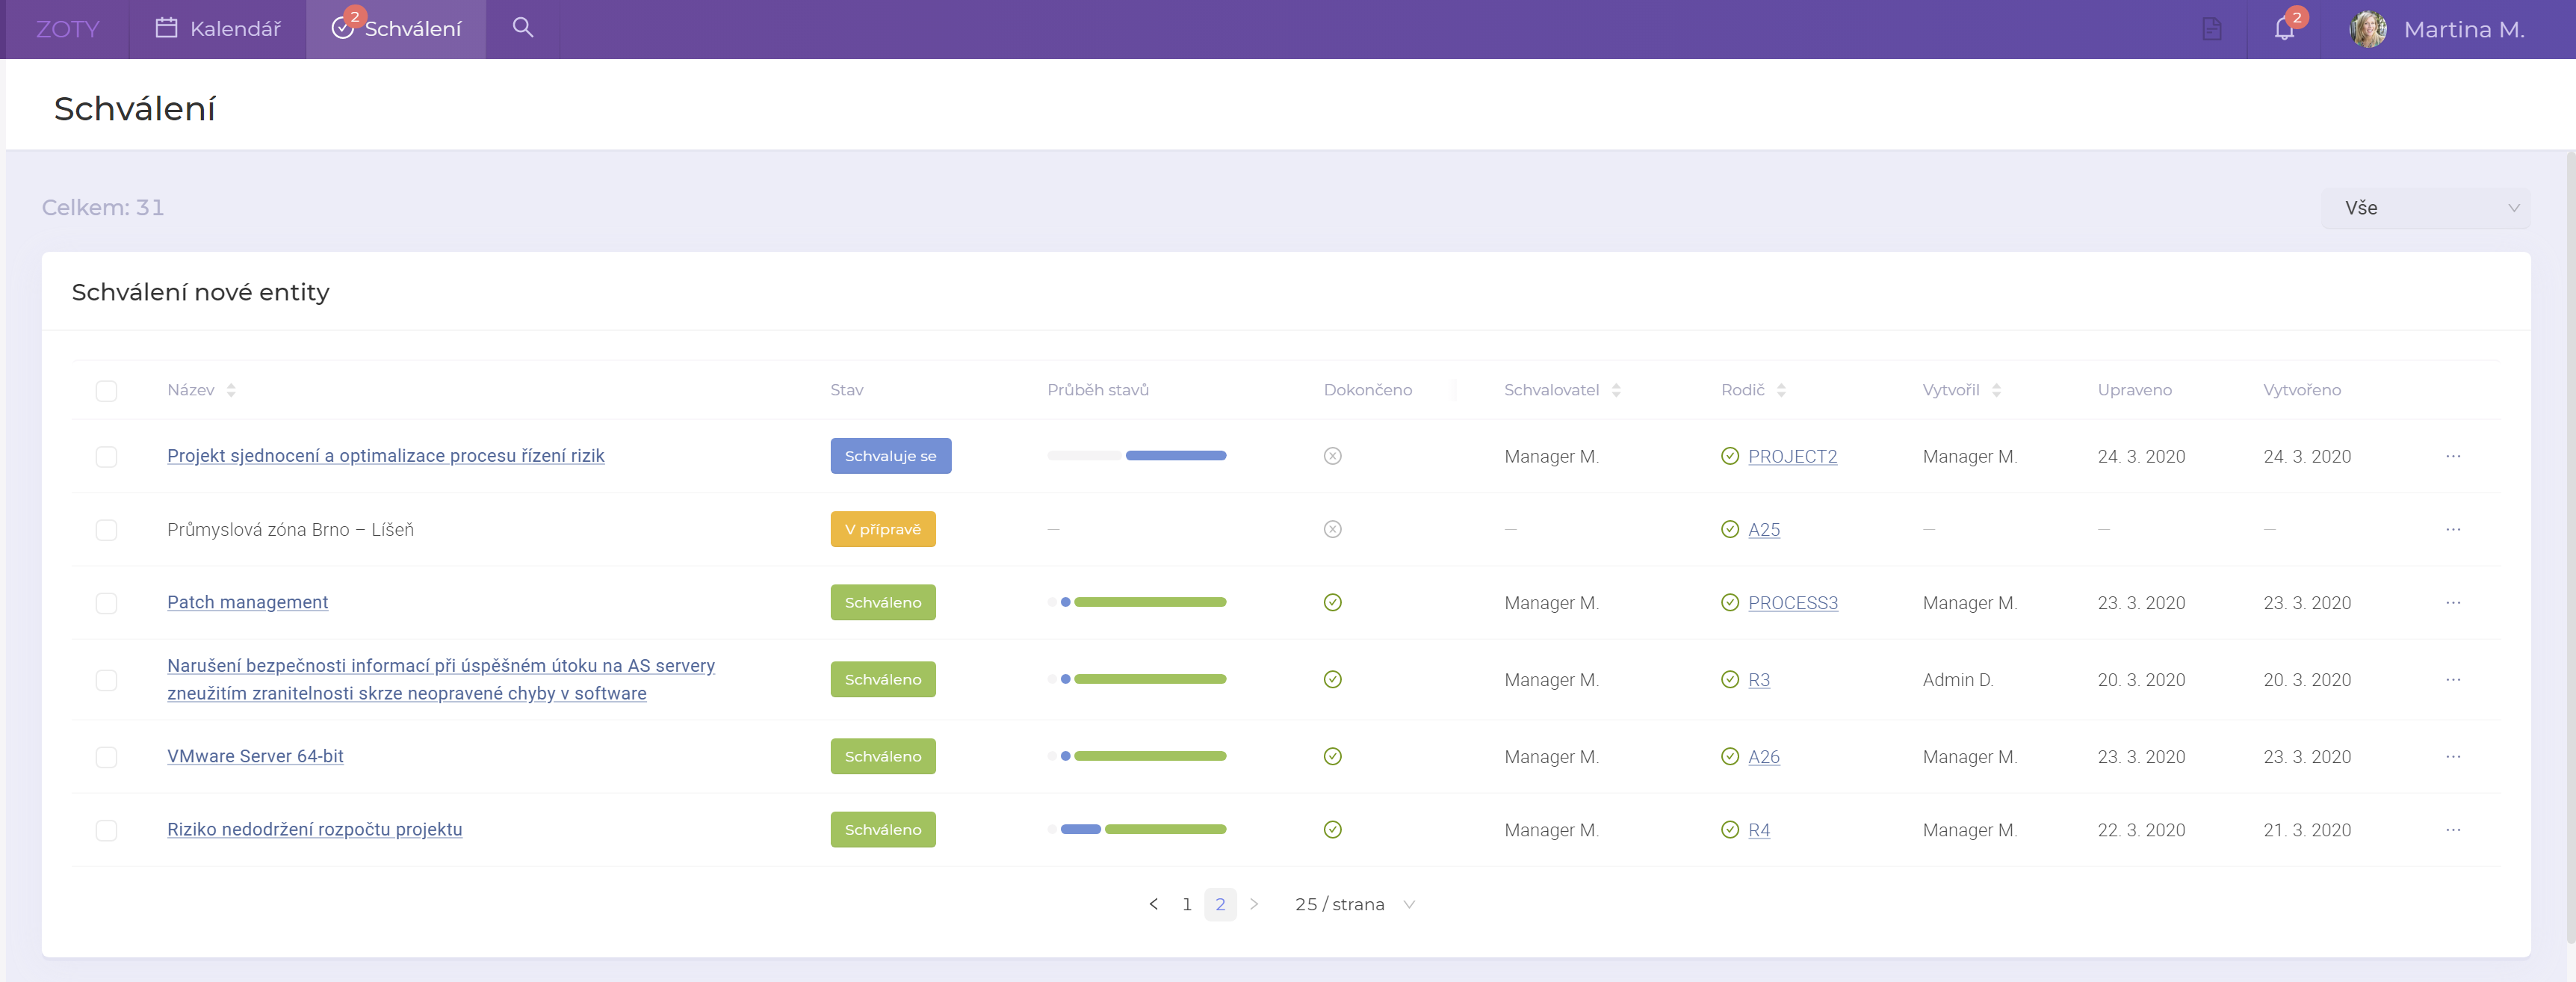 ZOTY Kalendář 2 Schválení 2 Martina M.
Schválení
Celkem: 31 Vše
Schválení nové entity
Název Stav Průběh stavů Dokončeno Schvalovatel Rodič Vytvořil Upraveno Vytvořeno
Projekt sjednocení a optimalizace procesu řízení rizik Schvaluje se Manager M. PROJECT2 Manager M. 24. 3. 2020 24. 3. 2020 ...
Průmyslová zóna Brno – Líšeň V přípravě — — A25 — — — ...
Patch management Schváleno Manager M. PROCESS3 Manager M. 23. 3. 2020 23. 3. 2020 ...
Narušení bezpečnosti informací při úspěšném útoku na AS servery
zneužitím zranitelnosti skrze neopravené chyby v software Schváleno Manager M. R3 Admin D. 20. 3. 2020 20. 3. 2020 ...
VMware Server 64-bit Schváleno Manager M. A26 Manager M. 23. 3. 2020 23. 3. 2020 ...
Riziko nedodržení rozpočtu projektu Schváleno Manager M. R4 Manager M. 22. 3. 2020 21. 3. 2020 ...
< 1 2 > 25 / strana